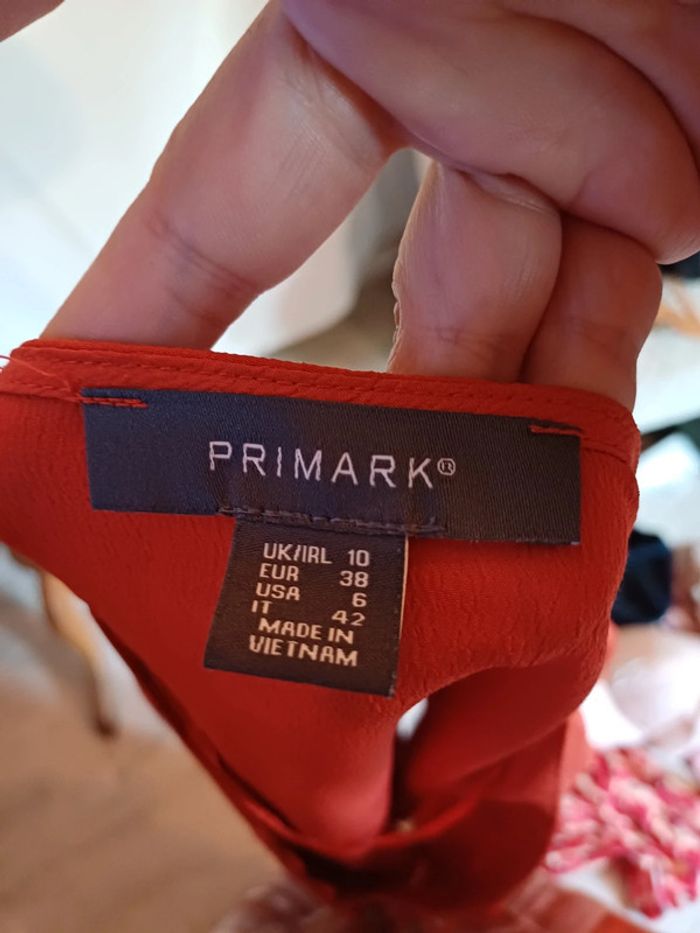 PRIMARK®
UK/IRL 10
EUR 38
USA 6
IT 42
MADE IN
VIETNAM